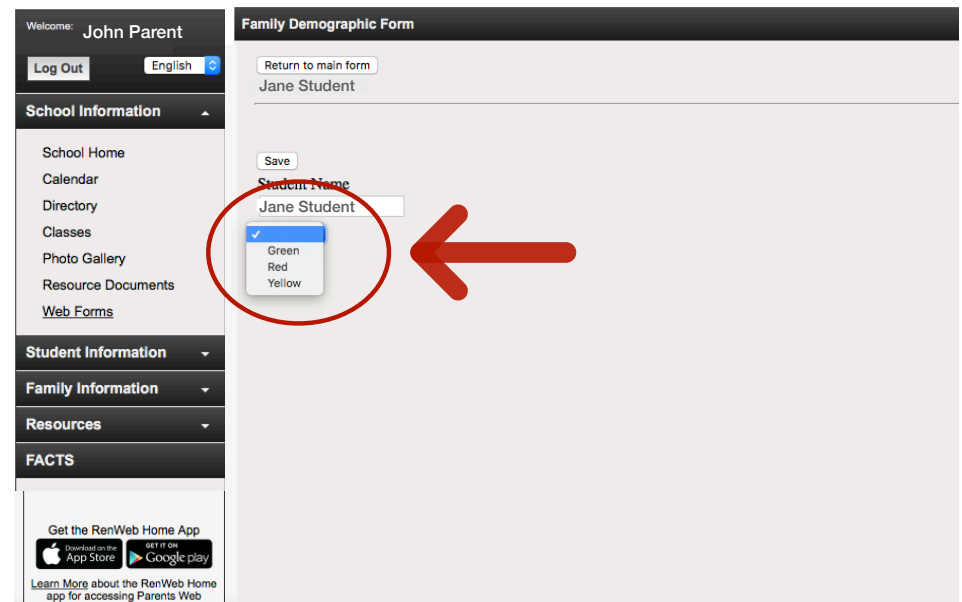 Welcome: John Parent
Log Out
English
School Information
School Home
Calendar
Directory
Classes
Photo Gallery
Resource Documents
Web Forms
Student Information
Family Information
Resources
FACTS
Get the RenWeb Home App
Download on the
App Store
GET IT ON
Google play
Learn More about the RenWeb Home
app for accessing Parents Web
Family Demographic Form
Return to main form
Jane Student
Save
Student Name
Jane Student
Green
Red
Yellow